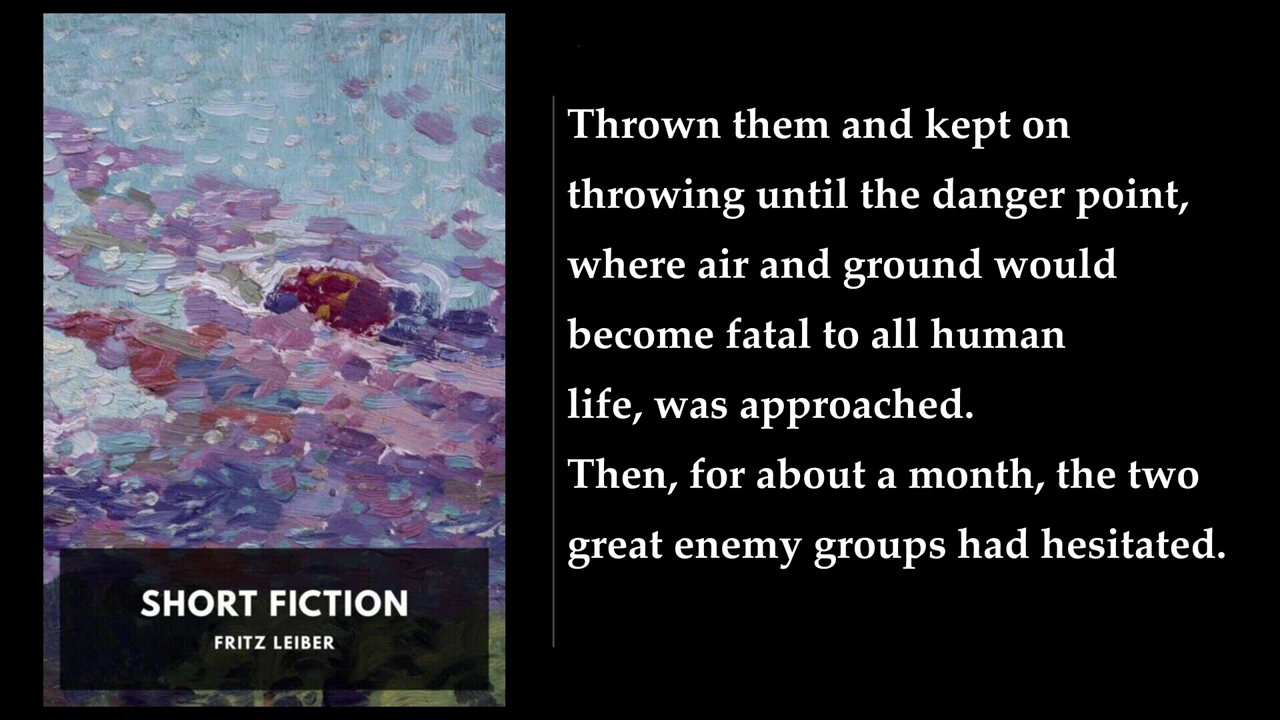 SHORT FICTION
FRITZ LEIBER
Thrown them and kept on
throwing until the danger point,
where air and ground would
become fatal to all human
life, was approached.
Then, for about a month, the two
great enemy groups had hesitated.